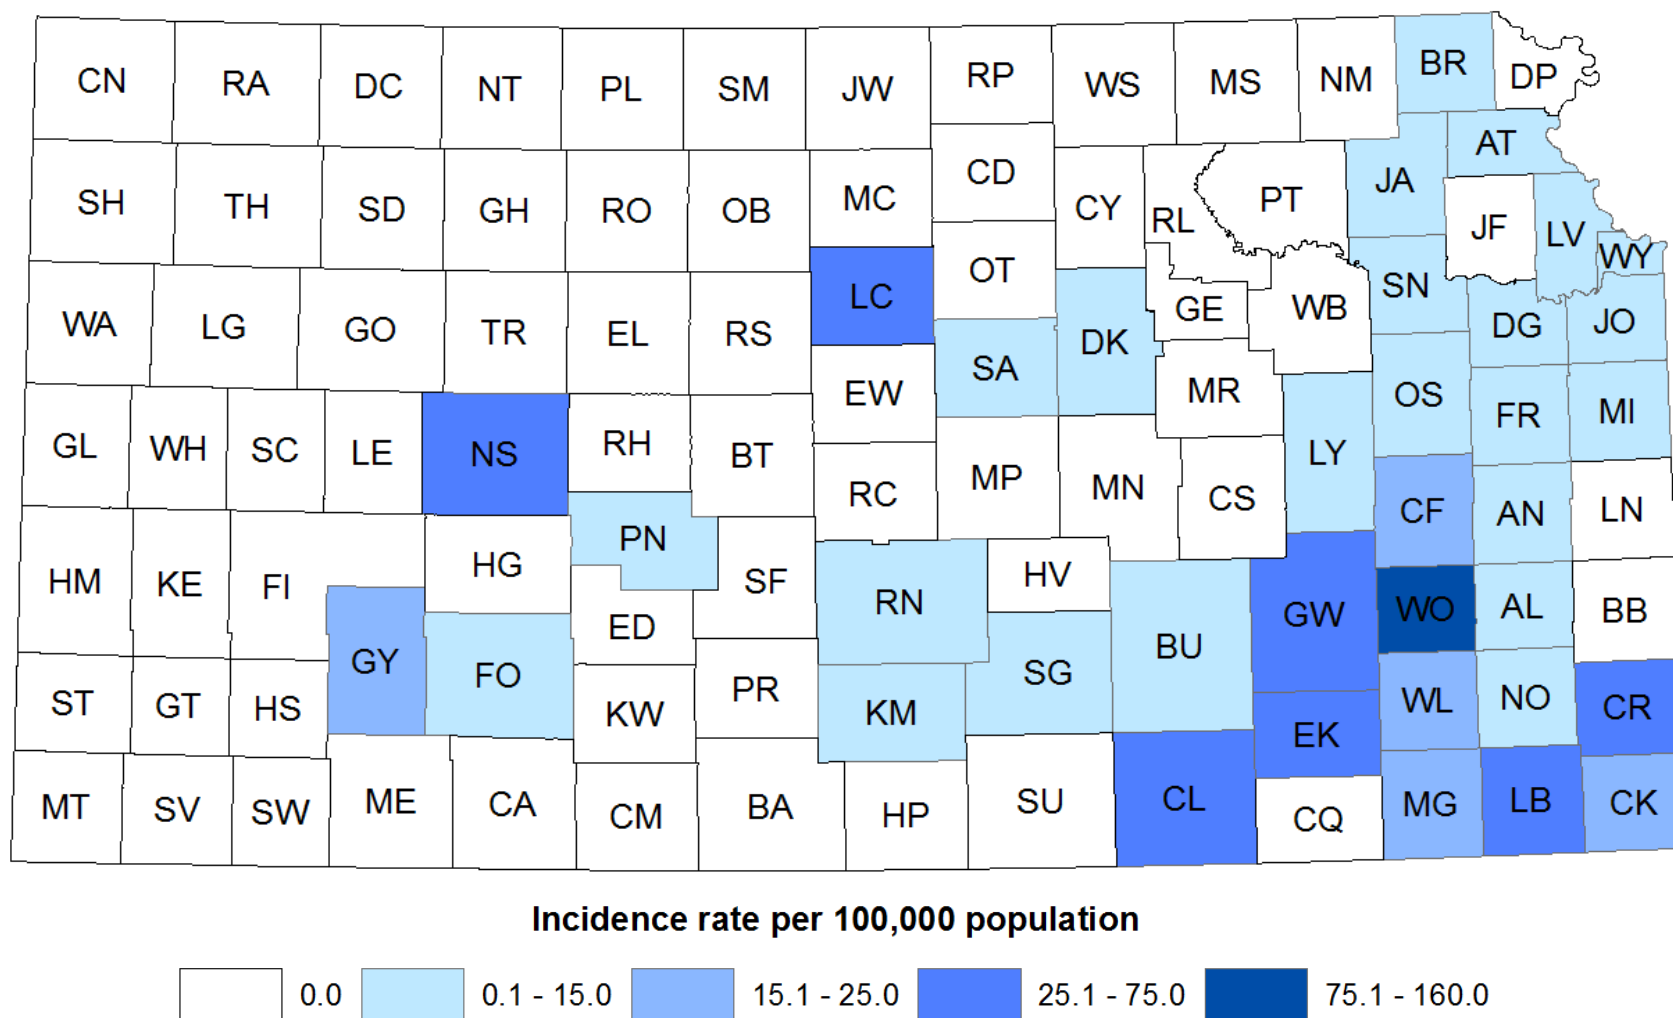 CN RA DC NT PL SM JW RP WS MS NM BR DP
SH TH SD GH RO OB MC CD CY RL PT JA AT
JF LV WY
WA LG GO TR EL RS LC OT GE WB SN DG JO
SA DK
GL WH SC LE NS RH BT EW MR OS FR MI
RC MP MN CS LY CF AN LN
HM KE FI HG PN SF RN HV GW WO AL BB
GY FO ED SG BU
ST GT HS KW PR KM EK WL NO CR
MT SV SW ME CA CM BA HP SU CL CQ MG LB CK
Incidence rate per 100,000 population
0.0 0.1 - 15.0 15.1 - 25.0 25.1 - 75.0 75.1 - 160.0